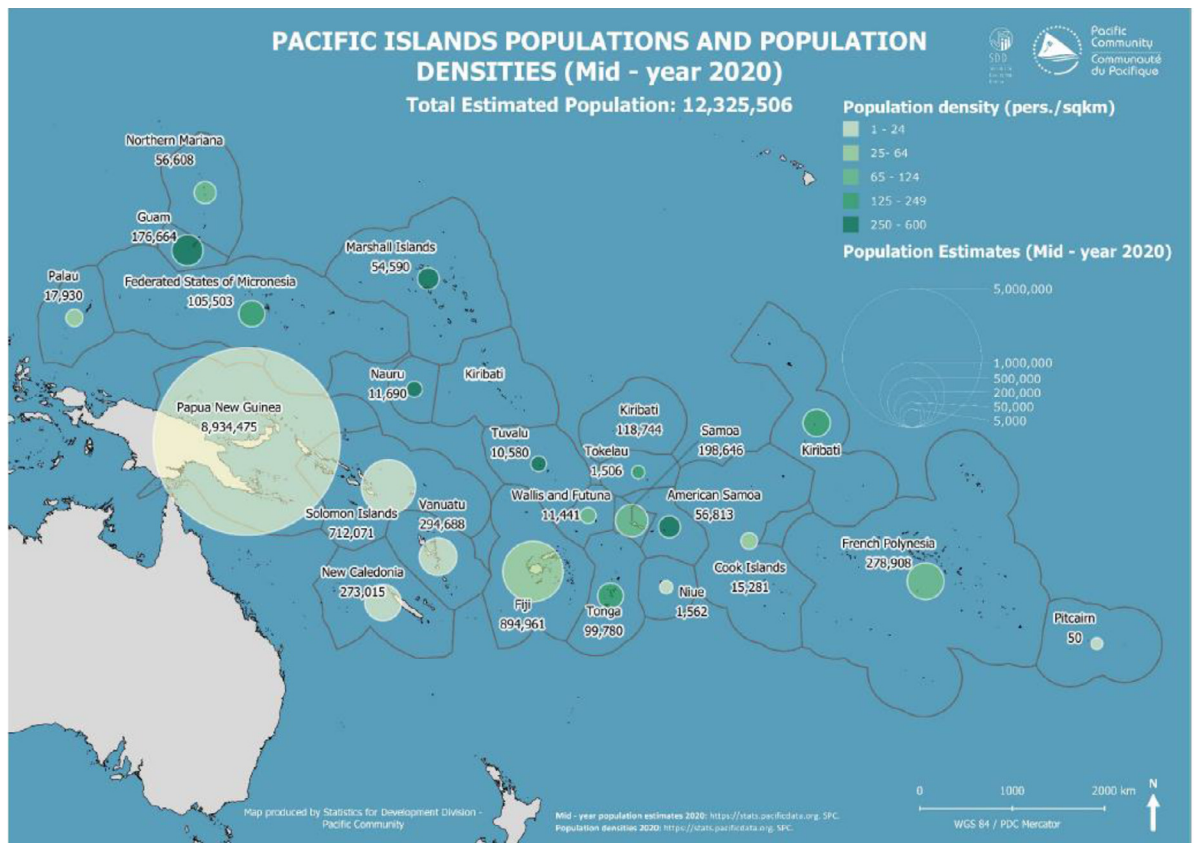 PACIFIC ISLANDS POPULATIONS AND POPULATION
DENSITIES (Mid - year 2020)
Total Estimated Population: 12,325,506
SDD
Pacific
Community
Communauté
du Pacifique
Population density (pers./sqkm)
1 - 24
25- 64
65 - 124
125 - 249
250 - 600
Population Estimates (Mid - year 2020)
5,000,000
1,000,000
500,000
200,000
50,000
5,000
Northern Mariana
56,608
Guam
176,664
Marshall Islands
54,590
Palau
17,930
Federated States of Micronesia
105,503
Nauru
11,690
Kiribati
Papua New Guinea
8,934,475
Kiribati
118,744
Samoa
198,646
Kiribati
Tuvalu
10,580
Tokelau
1,506
Wallis and Futuna
11,441
American Samoa
56,813
Solomon Islands
712,071
Vanuatu
294,688
French Polynesia
278,908
New Caledonia
273,015
Cook Islands
15,281
Fiji
894,961
Tonga
99,780
Niue
1,562
Pitcairn
50
0 1000 2000 km
N
WGS 84 / PDC Mercator
Map produced by Statistics for Development Division -
Pacific Community
Mid - year population estimates 2020: https://stats.pacificdata.org. SPC.
Population densities 2020: https://stats.pacificdata.org. SPC.